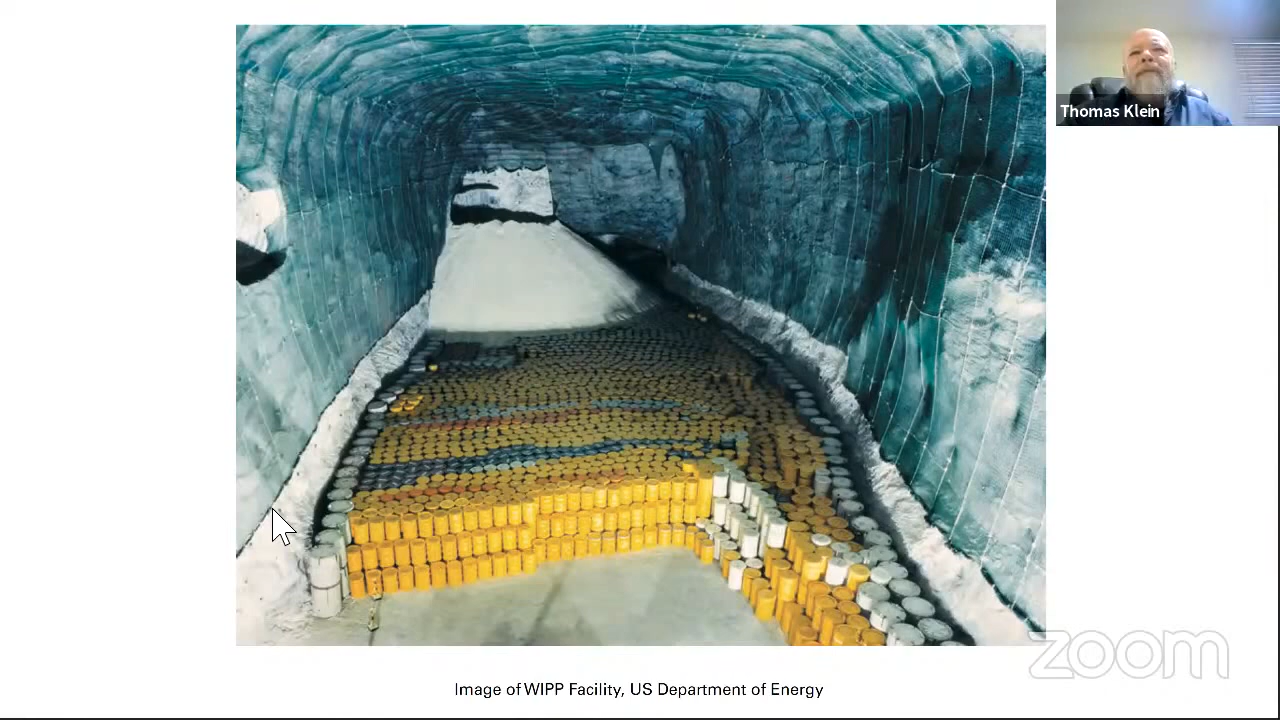 Thomas Klein
zoom
Image of WIPP Facility, US Department of Energy